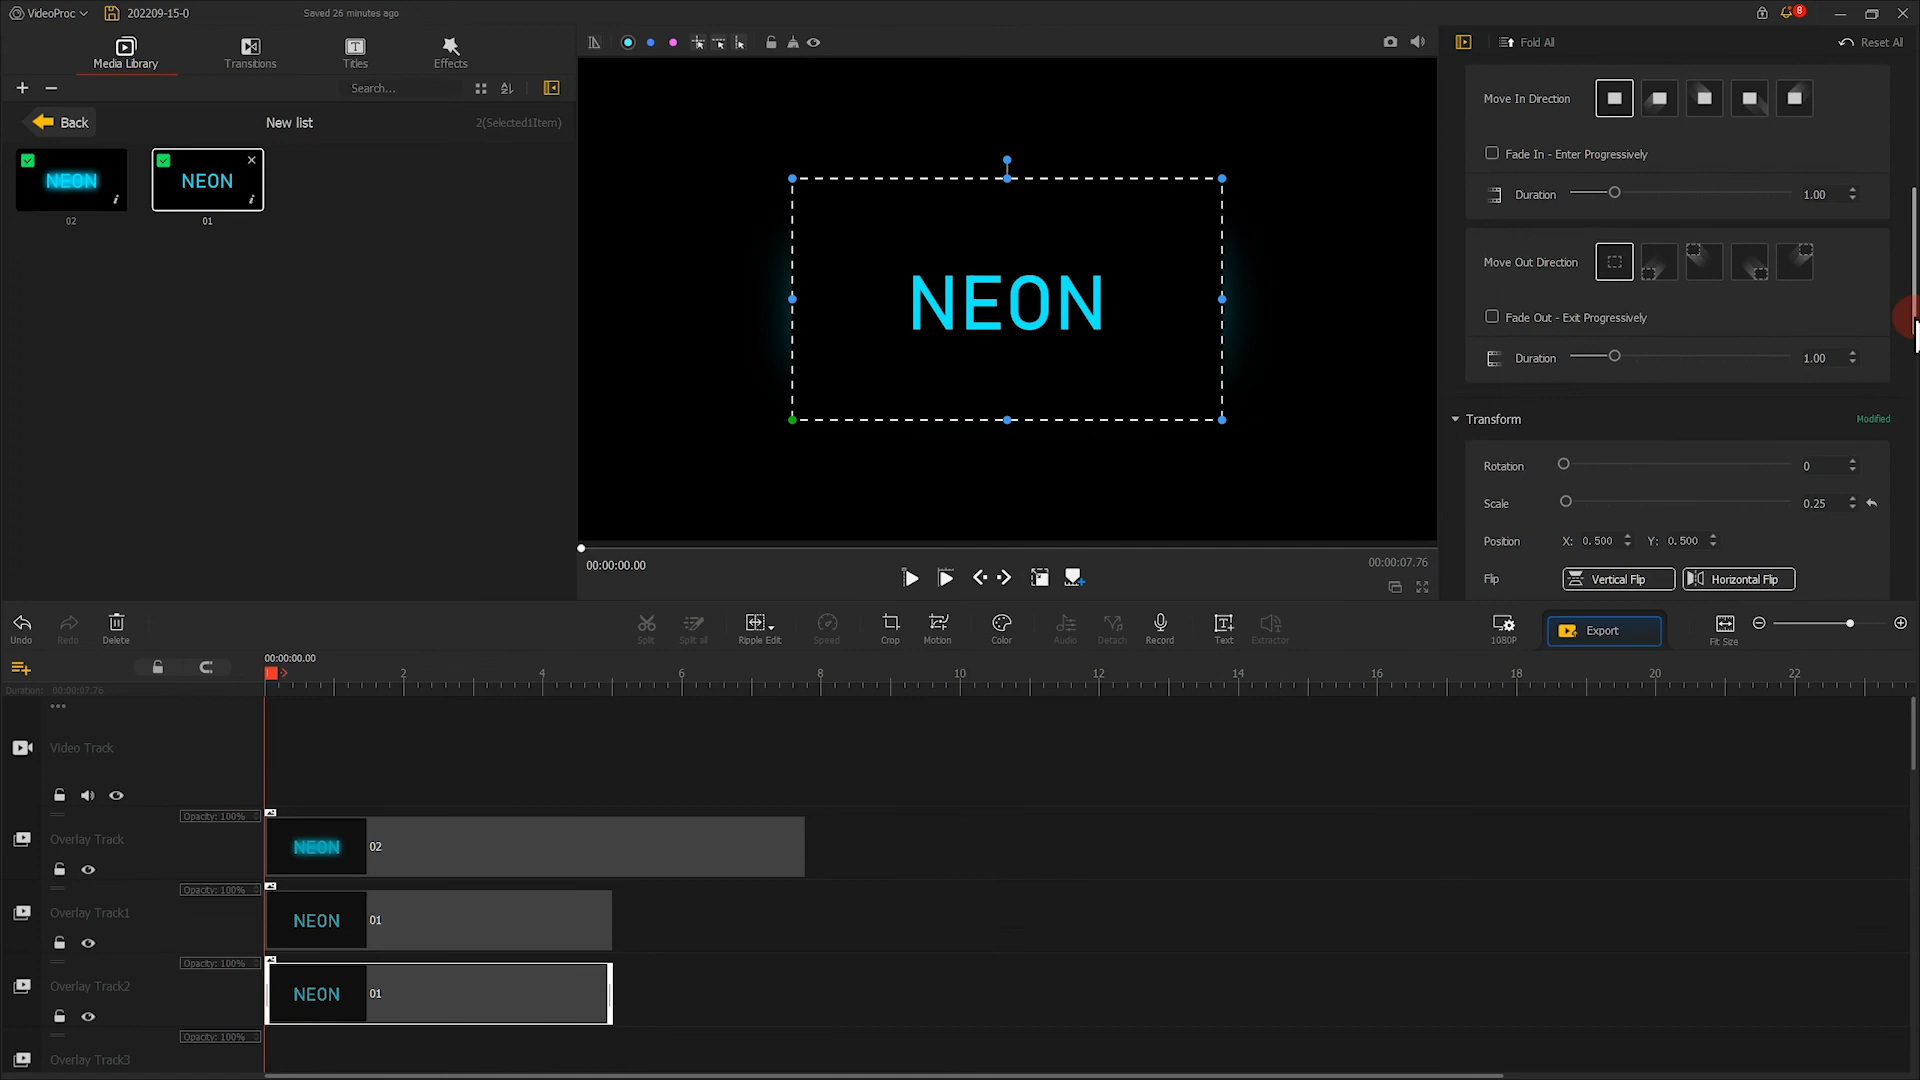 VideoProc
202209-15-0
Saved 26 minutes ago
8
Media Library
Transitions
Titles
Effects
Search...
Back
New list
2(Selected1Item)
NEON
02
NEON
01
NEON
Fold All
Reset All
Move In Direction
Fade In - Enter Progressively
Duration
1.00
Move Out Direction
Fade Out - Exit Progressively
Duration
1.00
Transform
Modified
Rotation
0
Scale
0.25
Position
X: 0.500
Y: 0.500
Flip
Vertical Flip
Horizontal Flip
00:00:00.00
00:00:07.76
Undo
Redo
Delete
Split
Split all
Ripple Edit
Speed
Crop
Motion
Color
Audio
Detach
Record
Text
Extractor
1080P
Export
Fit Size
00:00:00.00
2 4 6 8 10 12 14 16 18 20 22
Duration: 00:00:07.76
Video Track
Opacity: 100%
Overlay Track
NEON
02
Opacity: 100%
Overlay Track1
NEON
01
Opacity: 100%
Overlay Track2
NEON
01
Opacity: 100%
Overlay Track3